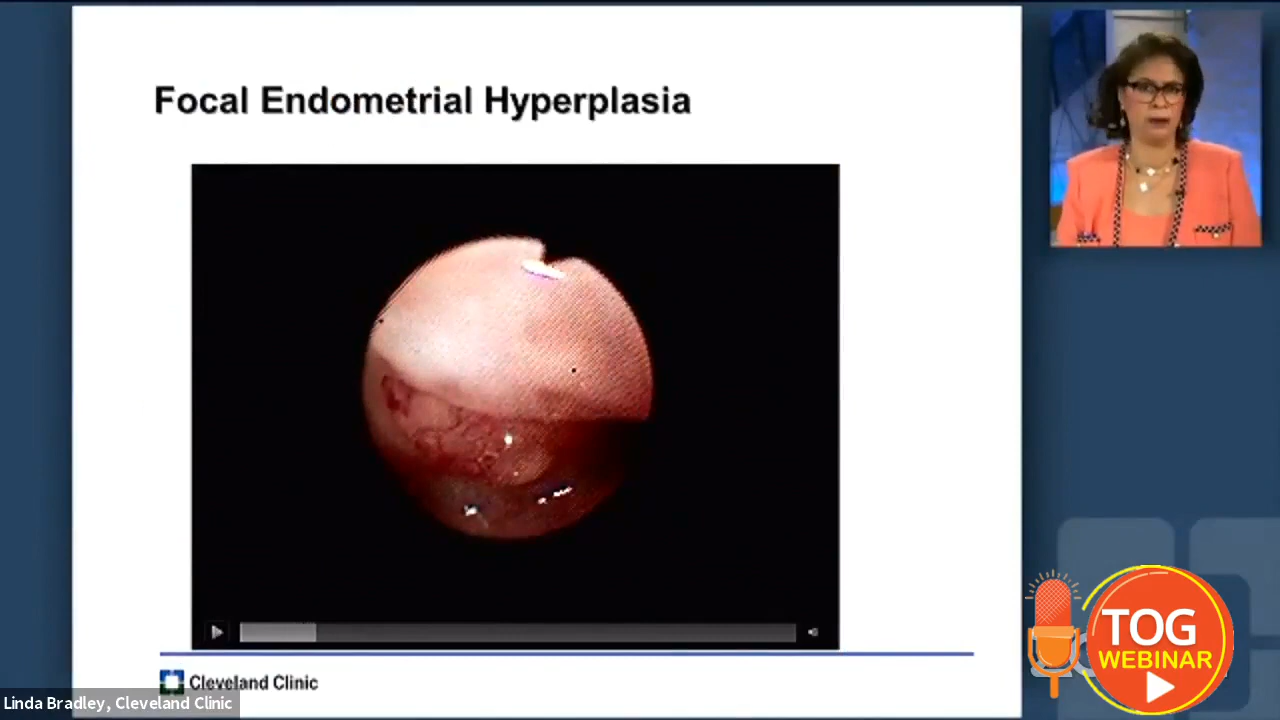 Focal Endometrial Hyperplasia
Cleveland Clinic
Linda Bradley, Cleveland Clinic
TOG
WEBINAR